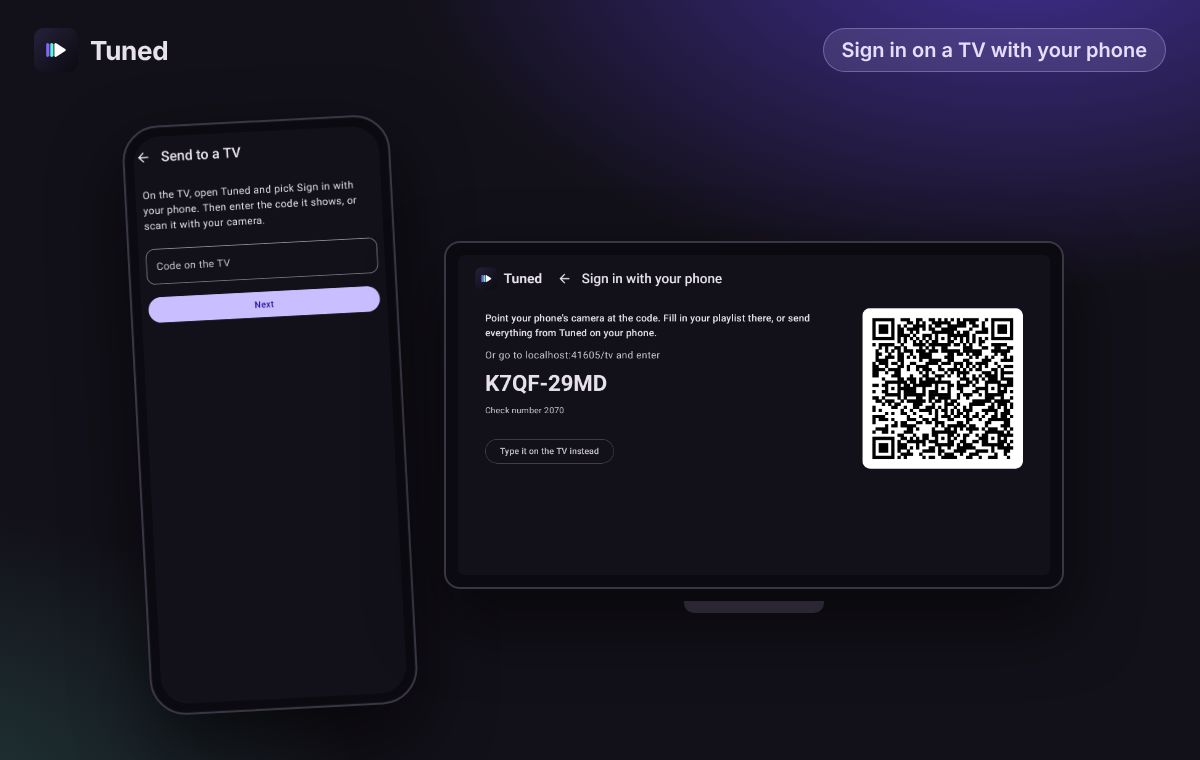 Tuned
Sign in on a TV with your phone
Send to a TV
On the TV, open Tuned and pick Sign in with
your phone. Then enter the code it shows, or
scan it with your camera.
Code on the TV
Next
Tuned
Sign in with your phone
Point your phone's camera at the code. Fill in your playlist there, or send
everything from Tuned on your phone.
Or go to localhost:41605/tv and enter
K7QF-29MD
Check number 2070
Type it on the TV instead